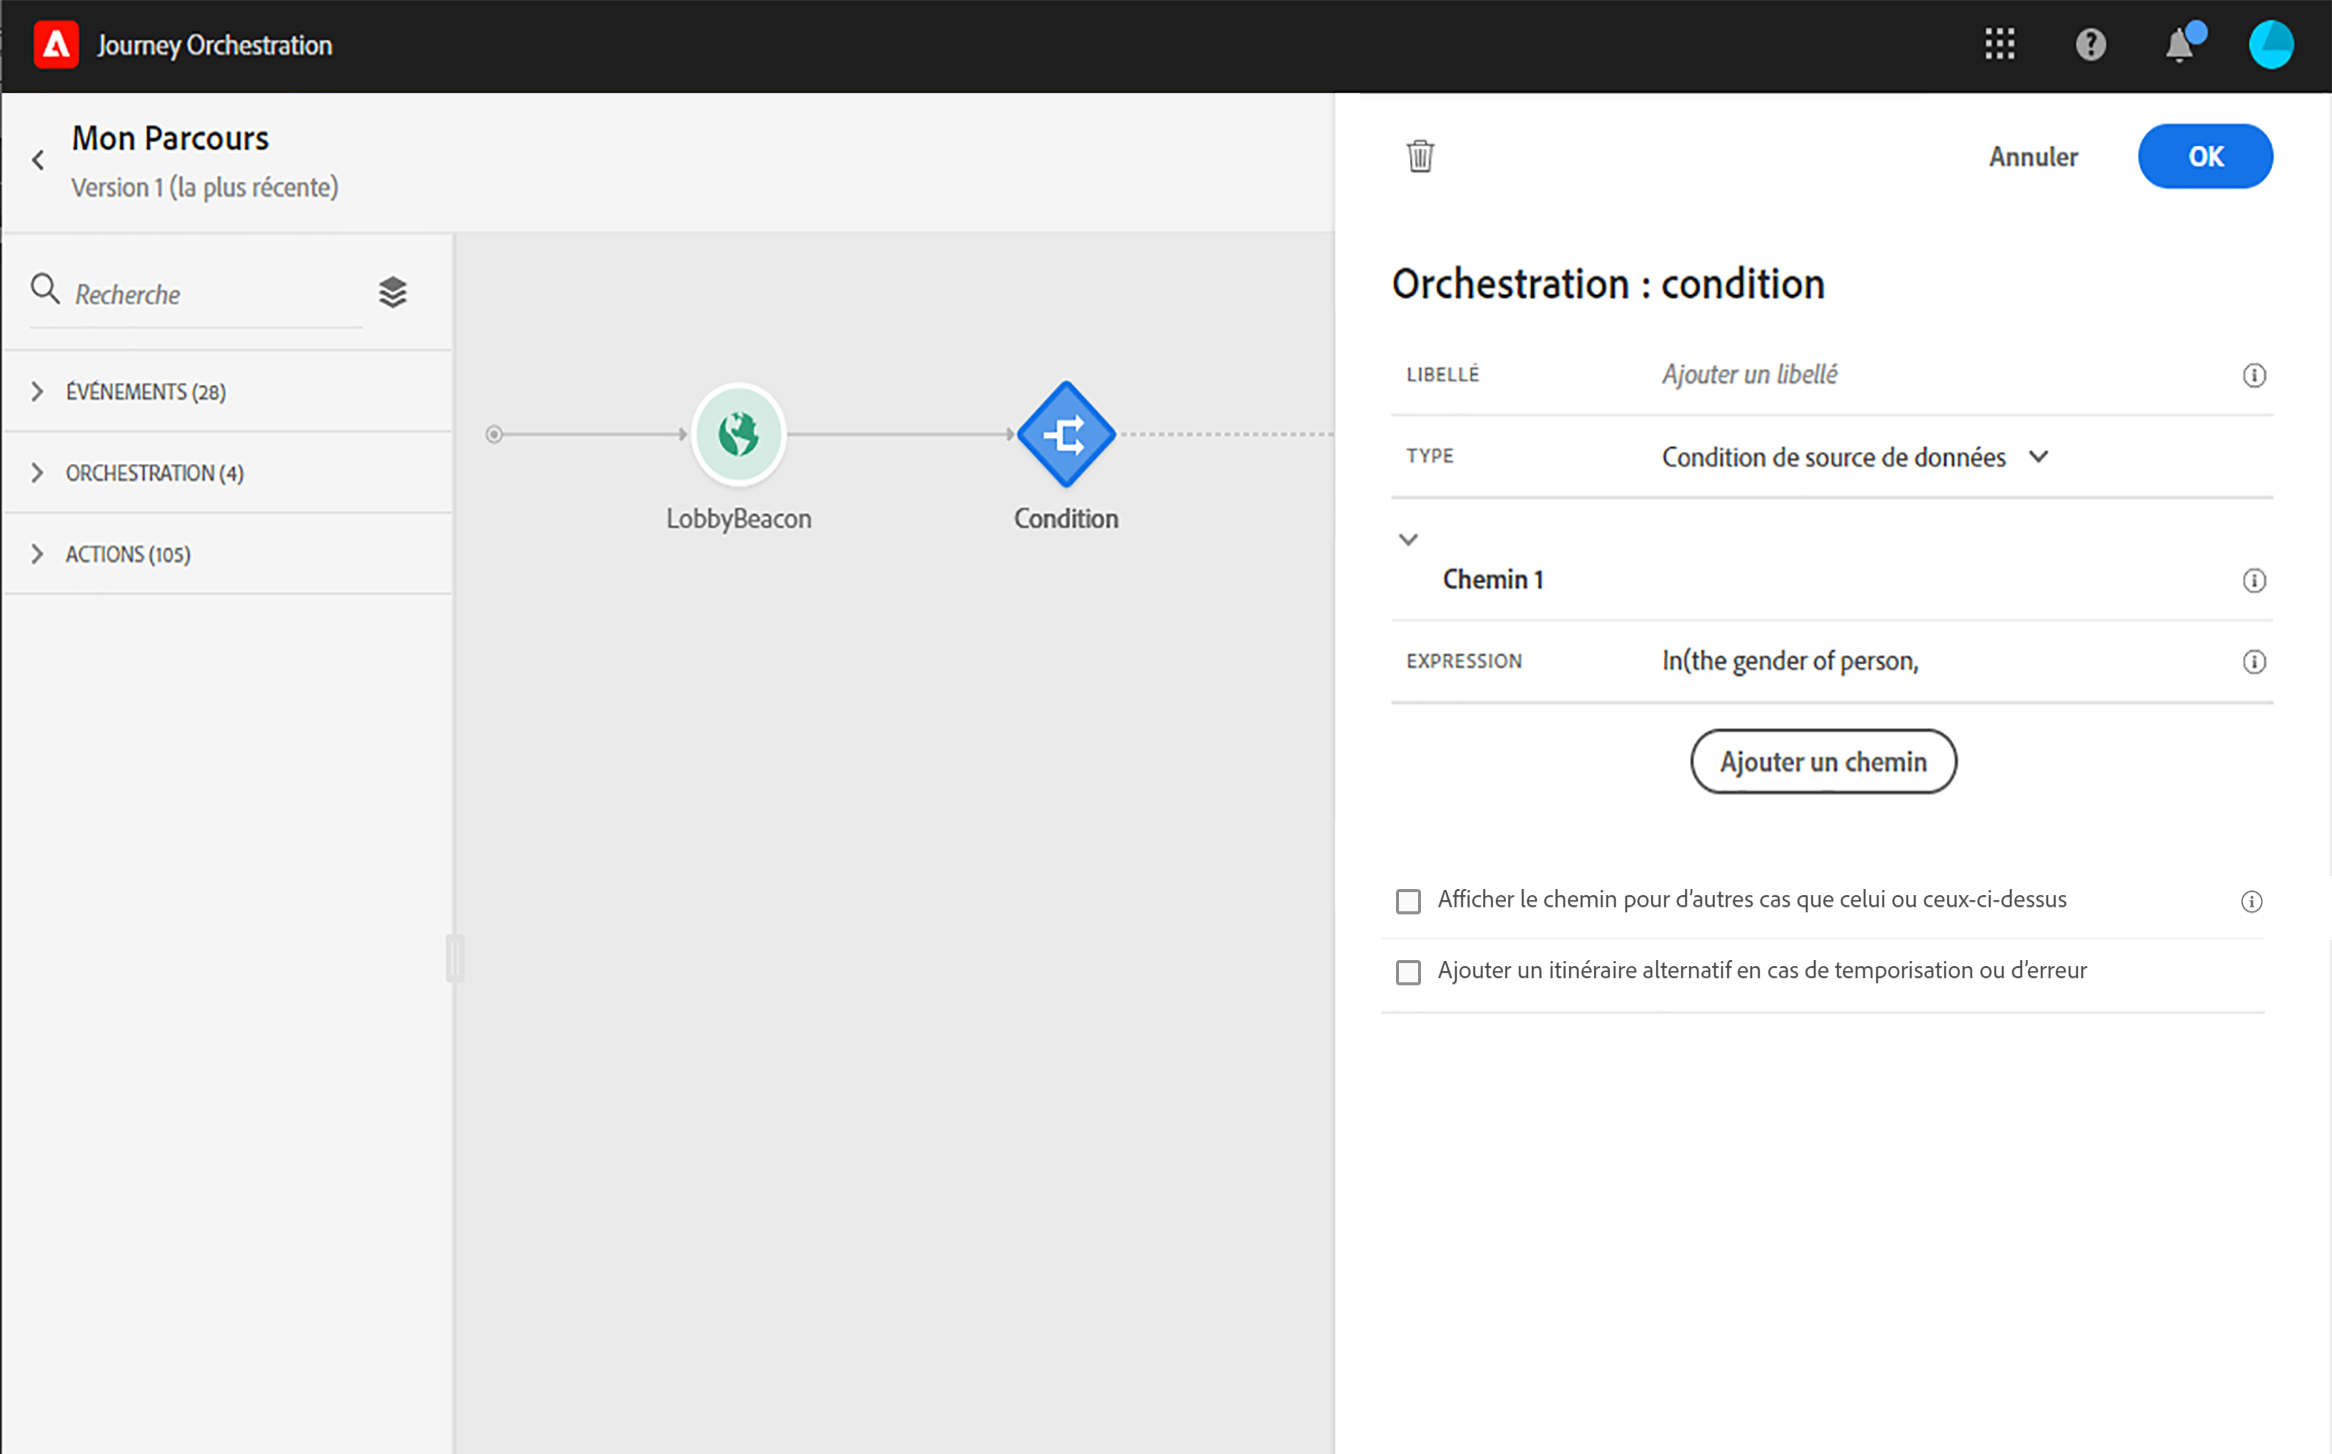 Journey Orchestration
Mon Parcours
Version 1 (la plus récente)
Annuler
OK
Recherche
ÉVÉNEMENTS (28)
ORCHESTRATION (4)
ACTIONS (105)
LobbyBeacon
Condition
Orchestration : condition
LIBELLÉ
Ajouter un libellé
TYPE
Condition de source de données
Chemin 1
EXPRESSION
In(the gender of person,
Ajouter un chemin
Afficher le chemin pour d'autres cas que celui ou ceux-ci-dessus
Ajouter un itinéraire alternatif en cas de temporisation ou d'erreur